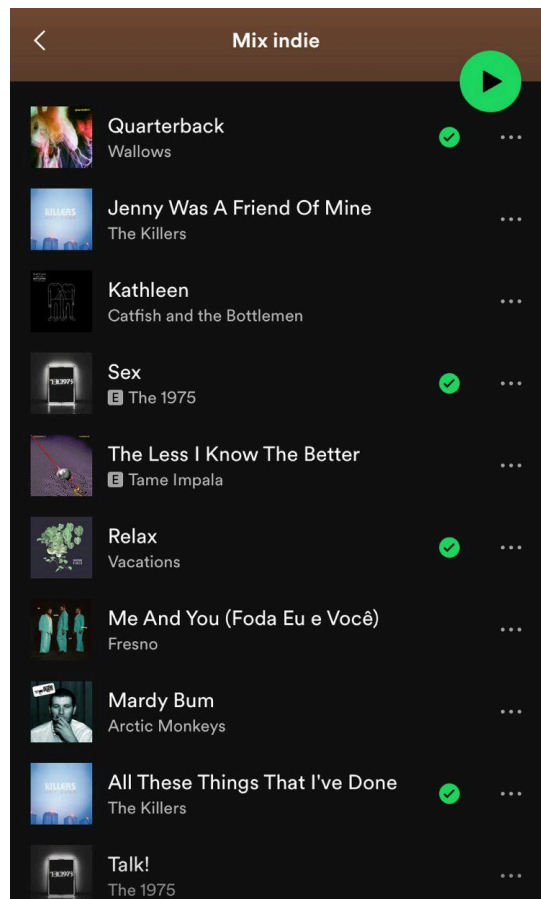 Mix indie
Quarterback
Wallows
KILLERS
Jenny Was A Friend Of Mine
The Killers
Kathleen
Catfish and the Bottlemen
Sex
E The 1975
The Less I Know The Better
E Tame Impala
Relax
Vacations
Me And You (Foda Eu e Você)
Fresno
Mardy Bum
Arctic Monkeys
KILLERS
All These Things That I've Done
The Killers
Talk!
The 1975